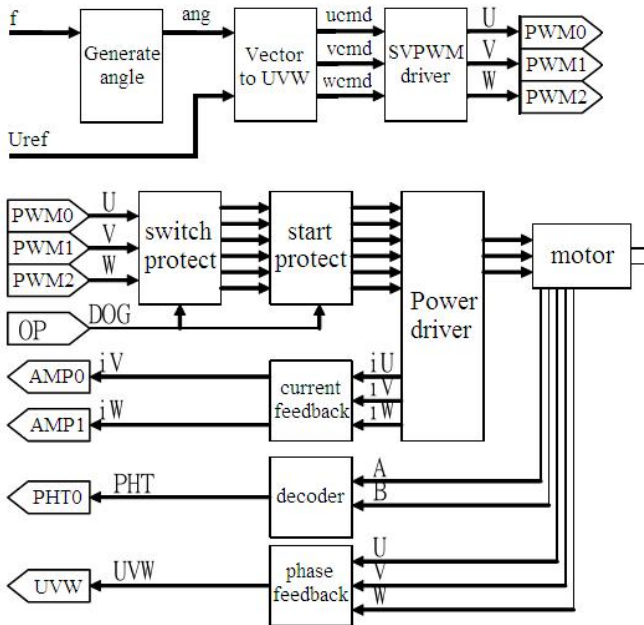 f
Generate
angle
ang
Vector
to UVW
ucmd
vcmd
wcmd
SVPWM
driver
U
V
W
PWM0
PWM1
PWM2
Uref
PWM0
PWM1
PWM2
U
V
W
switch
protect
start
protect
Power
driver
motor
OP
DOG
AMP0
AMP1
iV
iW
current
feedback
iU
iV
iW
PHT0
PHT
decoder
A
B
UVW
UVW
phase
feedback
U
V
W